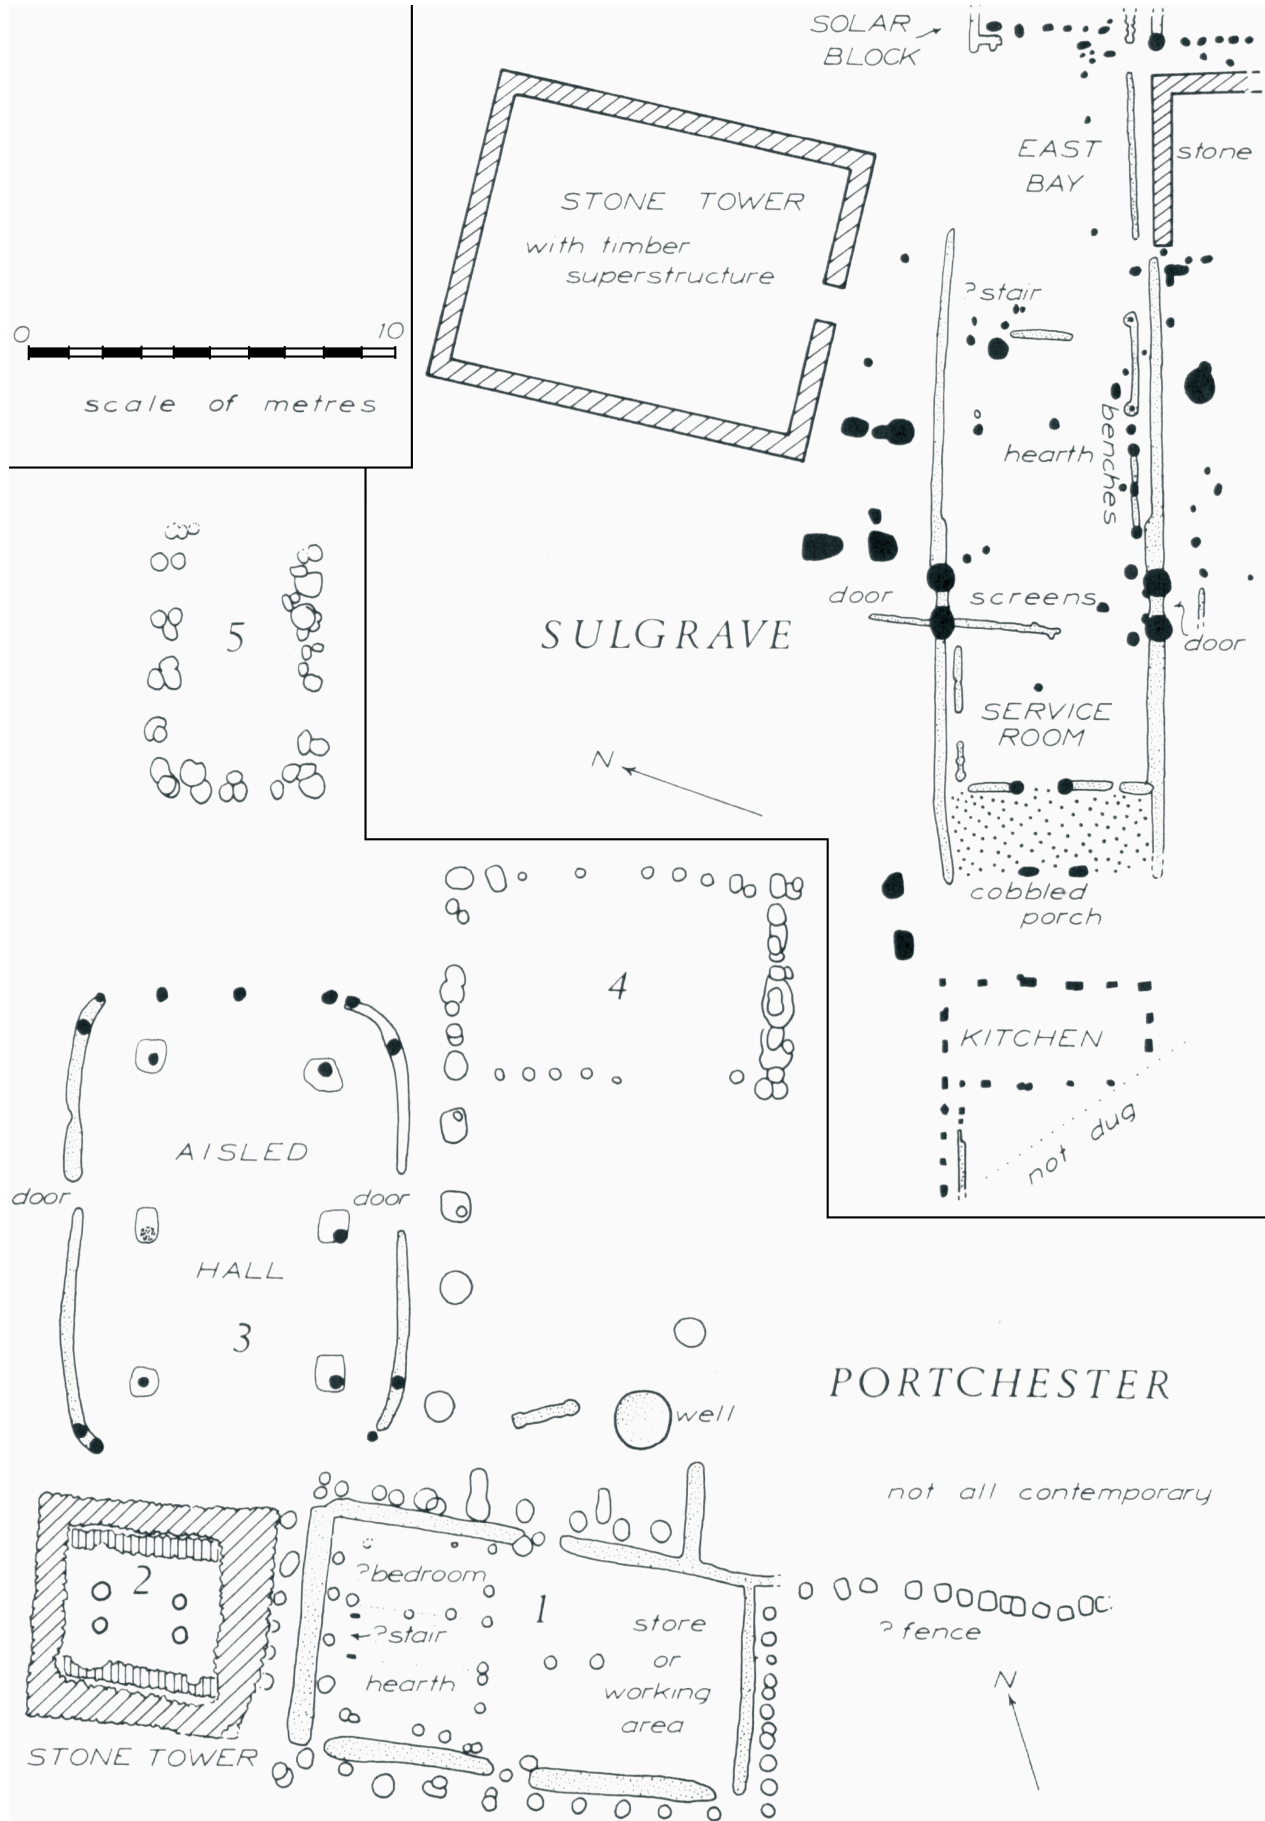 SOLAR
BLOCK
EAST
BAY
stone
STONE TOWER
with timber
superstructure
?stair
0 10
scale of metres
benches
hearth
door
screens
door
5
SULGRAVE
N
SERVICE
ROOM
cobbled
porch
4
KITCHEN
not dug
AISLED
door
door
HALL
3
PORTCHESTER
well
not all contemporary
2
?bedroom
1
store
or
working
area
?stair
hearth
? fence
N
STONE TOWER